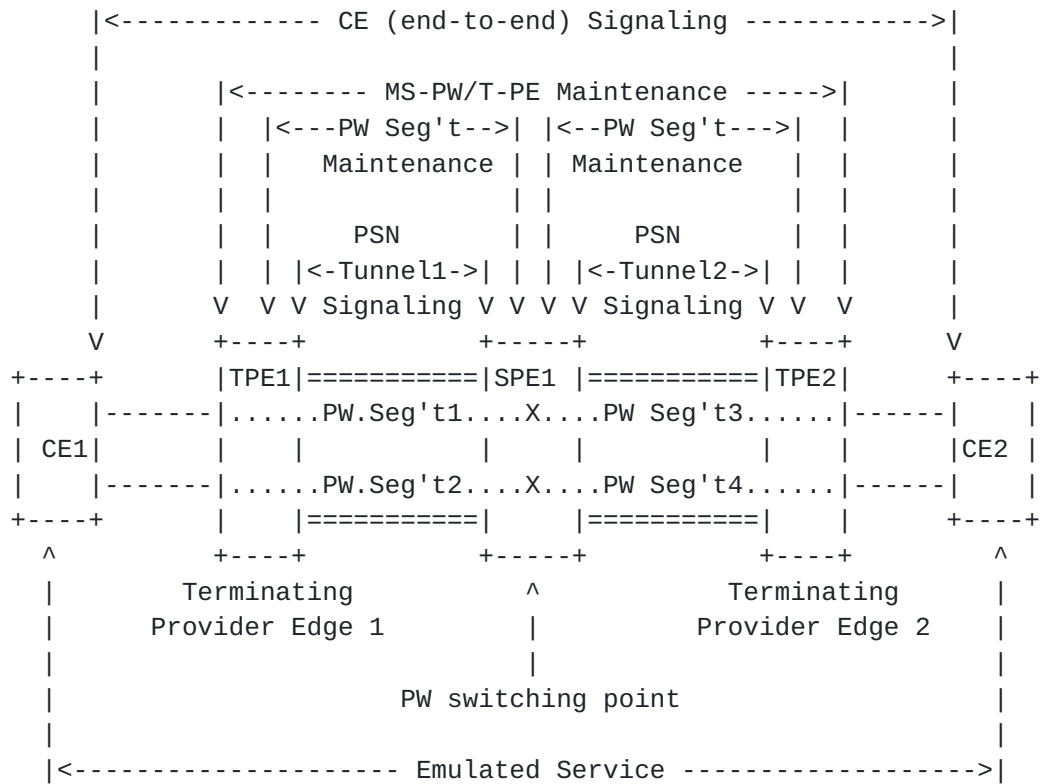 |<------------- CE (end-to-end) Signaling ------------>|
|<-------- MS-PW/T-PE Maintenance ----->|
|<---PW Seg't-->| |<--PW Seg't--->|
Maintenance | | Maintenance
PSN | | PSN
|<-Tunnel1->| | | |<-Tunnel2->|
V V V Signaling V V V V Signaling V V V
V +----+ +-----+ +----+ V
+----+ |TPE1|===========|SPE1 |===========|TPE2| +----+
| |-------|......PW.Seg't1....X....PW Seg't3......|------| |
| CE1| | | | | | | |CE2 |
| |-------|......PW.Seg't2....X....PW Seg't4......|------| |
+----+ | |===========| |===========| | +----+
^ +----+ +-----+ +----+ ^
| Terminating ^ Terminating |
| Provider Edge 1 | Provider Edge 2 |
| PW switching point |
|<--------------------- Emulated Service ------------------>|